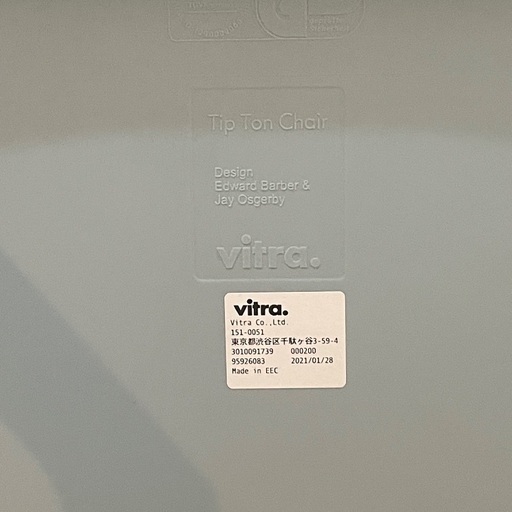 Tip Ton Chair
Design
Edward Barber &
Jay Osgerby
vitra.
vitra.
Vitra Co.,Ltd.
151-0051
東京都渋谷区千駄ヶ谷3-59-4
3010091739 000200
95926083 2021/01/28
Made in EEC